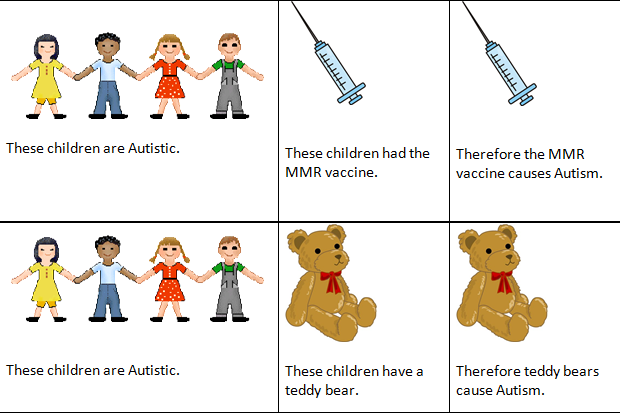 These children are Autistic.
These children had the
MMR vaccine.
Therefore the MMR
vaccine causes Autism.
These children are Autistic.
These children have a
teddy bear.
Therefore teddy bears
cause Autism.